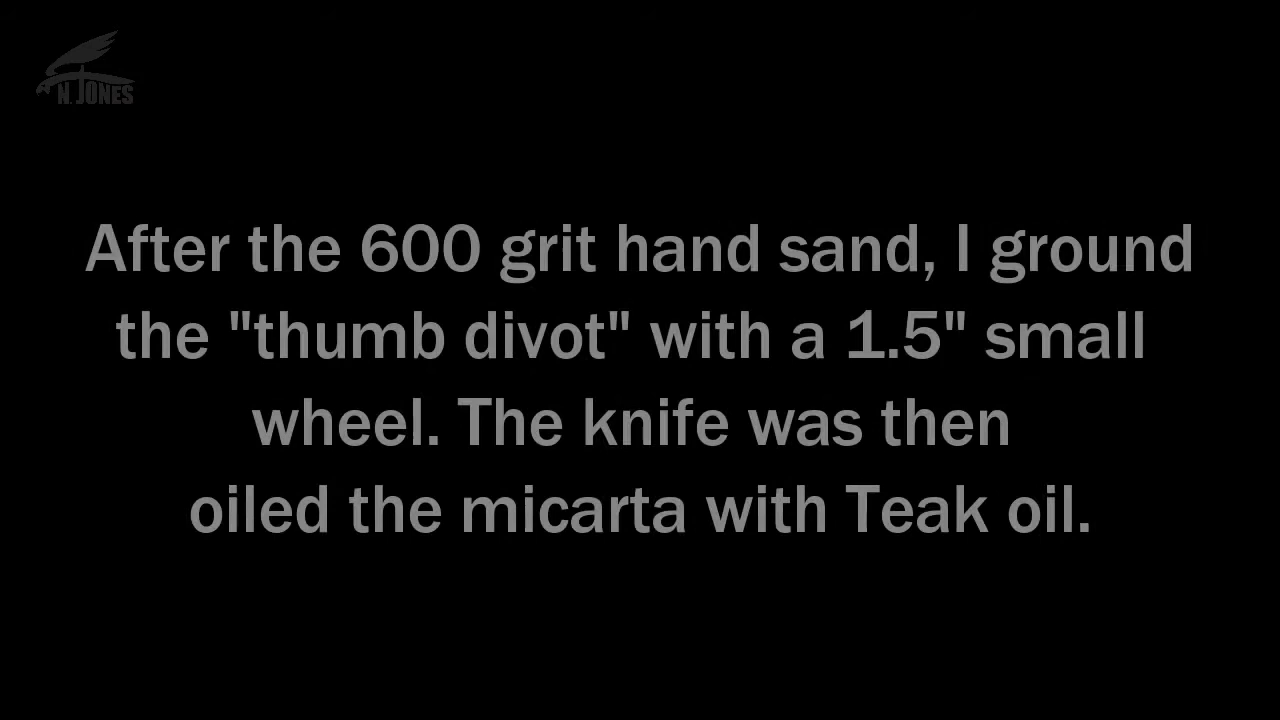 N. JONES
After the 600 grit hand sand, I ground
the "thumb divot" with a 1.5" small
wheel. The knife was then
oiled the micarta with Teak oil.